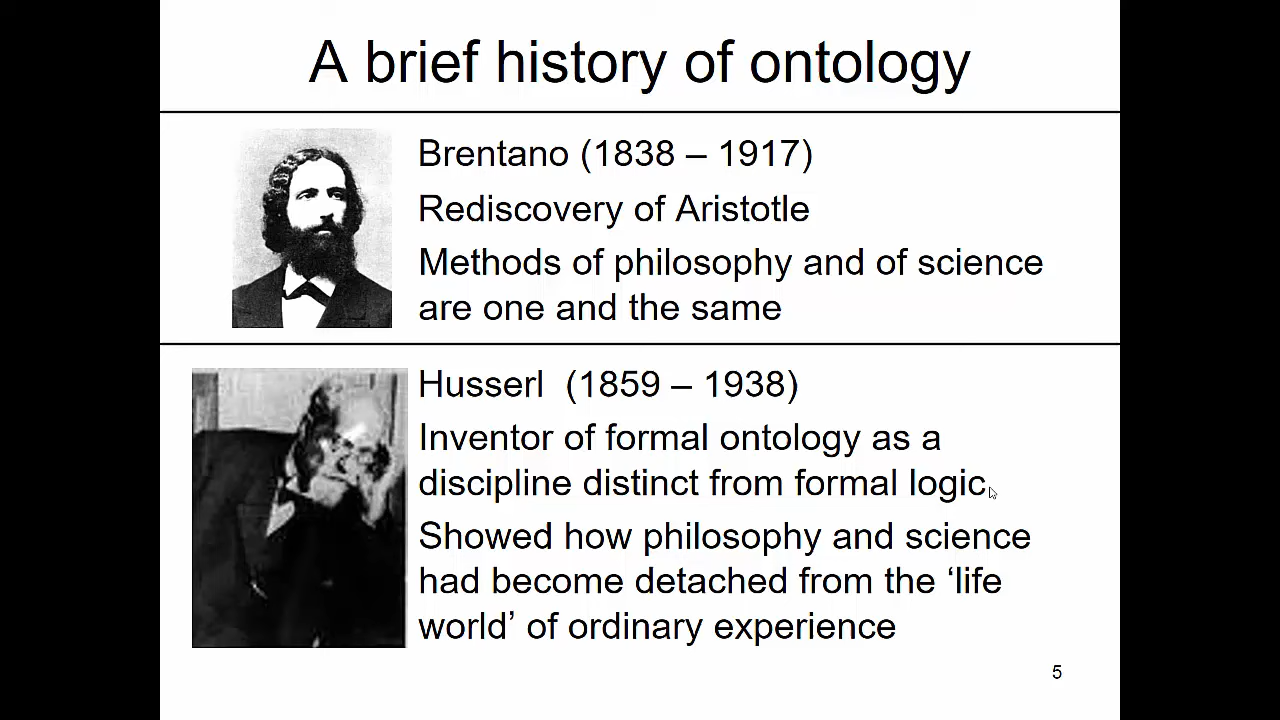 A brief history of ontology
Brentano (1838 – 1917)
Rediscovery of Aristotle
Methods of philosophy and of science
are one and the same
Husserl  (1859 – 1938)
Inventor of formal ontology as a
discipline distinct from formal logic
Showed how philosophy and science
had become detached from the ‘life
world’ of ordinary experience
5